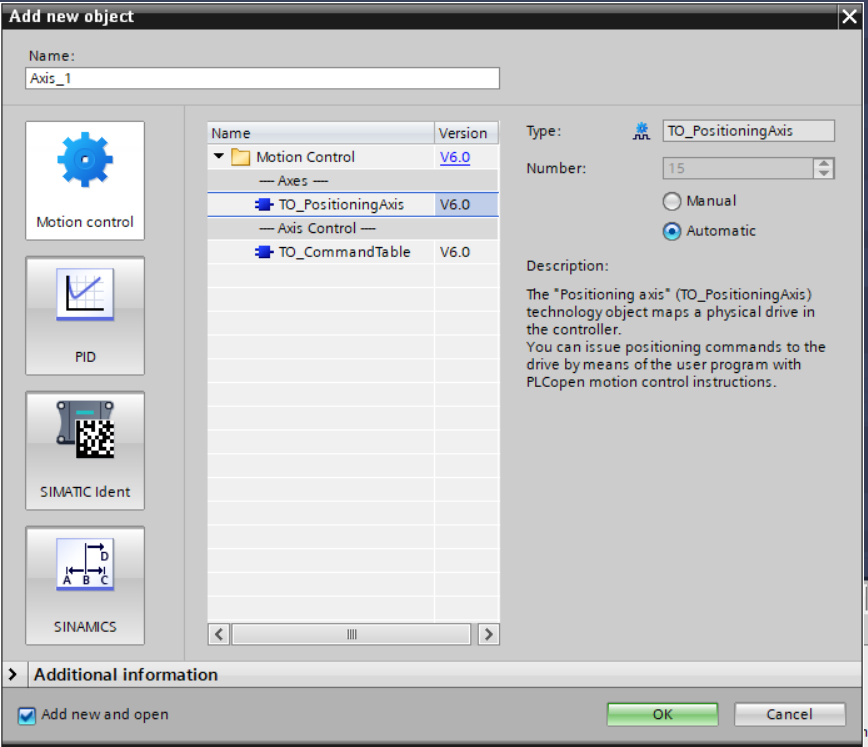 Add new object
Name:
Axis_1
Motion control
PID
SIMATIC Ident
A B C D
SINAMICS
Name Version
Motion Control V6.0
--- Axes ---
TO_PositioningAxis V6.0
--- Axis Control ---
TO_CommandTable V6.0
Type: TO_PositioningAxis
Number: 15
Manual
Automatic
Description:
The "Positioning axis" (TO_PositioningAxis)
technology object maps a physical drive in
the controller.
You can issue positioning commands to the
drive by means of the user program with
PLCopen motion control instructions.
Additional information
Add new and open
OK Cancel